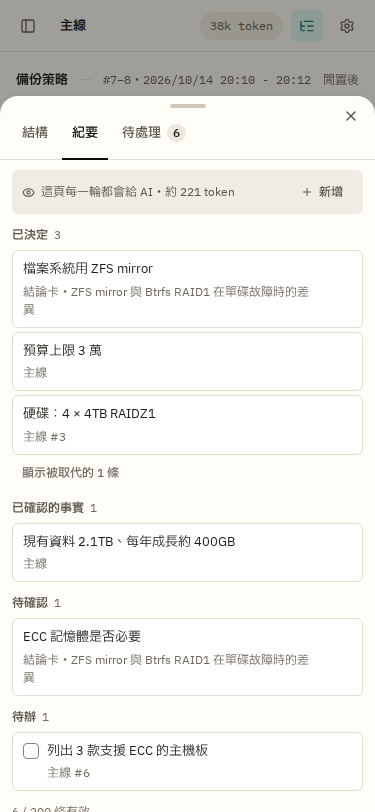 主線 38k token
備份策略 — #7–8・2026/10/14 20:10 - 20:12 閒置後
結構 紀要 待處理 6
這頁每一輪都會給 AI・約 221 token + 新增
已決定 3
檔案系統用 ZFS mirror
結論卡・ZFS mirror 與 Btrfs RAID1 在單碟故障時的差
異
預算上限 3 萬
主線
硬碟：4 × 4TB RAIDZ1
主線 #3
顯示被取代的 1 條
已確認的事實 1
現有資料 2.1TB、每年成長約 400GB
主線
待確認 1
ECC 記憶體是否必要
結論卡・ZFS mirror 與 Btrfs RAID1 在單碟故障時的差
異
待辦 1
列出 3 款支援 ECC 的主機板
主線 #6
6 / 200 條有效